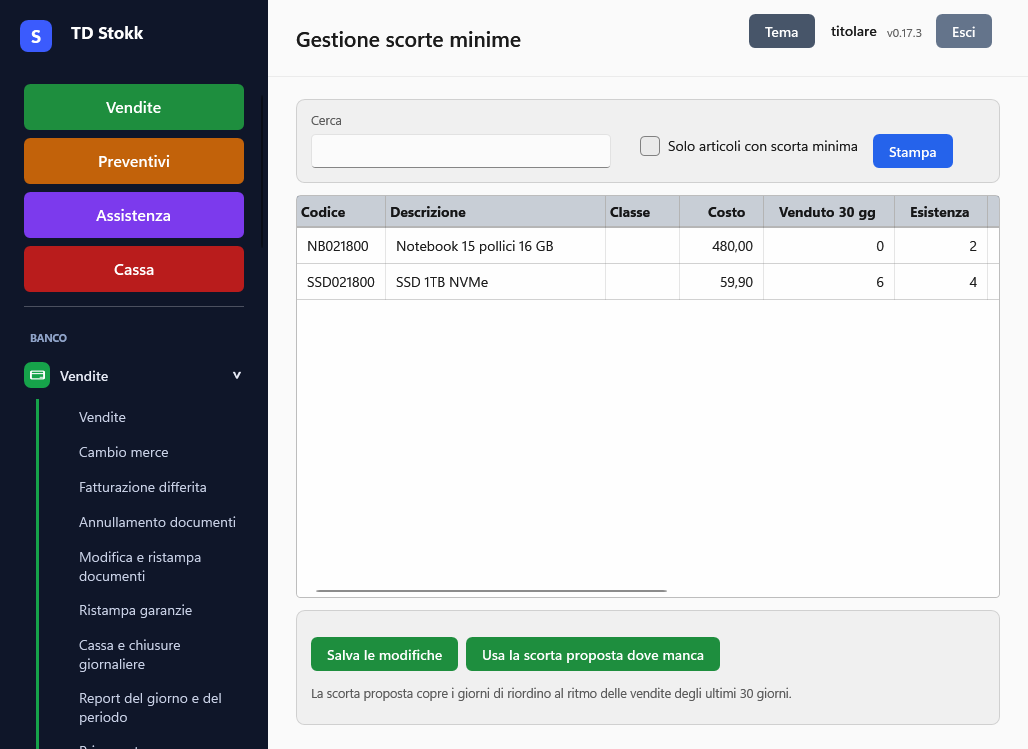 S
TD Stokk
Vendite
Preventivi
Assistenza
Cassa
BANCO
Vendite
Vendite
Cambio merce
Fatturazione differita
Annullamento documenti
Modifica e ristampa
documenti
Ristampa garanzie
Cassa e chiusure
giornaliere
Report del giorno e del
periodo
Gestione scorte minime
Tema
titolare
v0.17.3
Esci
Cerca
Solo articoli con scorta minima
Stampa
Codice Descrizione Classe Costo Venduto 30 gg Esistenza
NB021800 Notebook 15 pollici 16 GB 480,00 0 2
SSD021800 SSD 1TB NVMe 59,90 6 4
Salva le modifiche
Usa la scorta proposta dove manca
La scorta proposta copre i giorni di riordino al ritmo delle vendite degli ultimi 30 giorni.